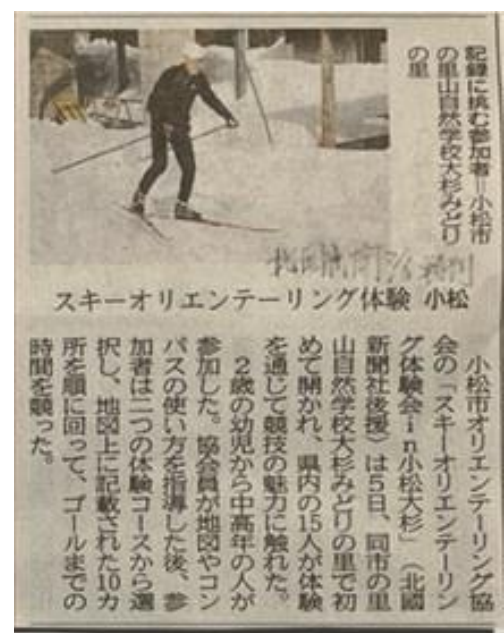 記録に挑む参加者＝小松市
の里山自然学校大杉みどり
の里
スキーオリエンテーリング体験 小松
小松市オリエンテーリング協
会の「スキーオリエンテーリン
グ体験会ｉｎ小松大杉」（北國
新聞社後援）は５日、同市の里
山自然学校大杉みどりの里で初
めて開かれ、県内の15人が体験
を通じて競技の魅力に触れた。
２歳の幼児から中高年の人が
参加した。協会員が地図やコン
パスの使い方を指導した後、参
加者は二つの体験コースから選
択し、地図上に記載された10カ
所を順に回って、ゴールまでの
時間を競った。